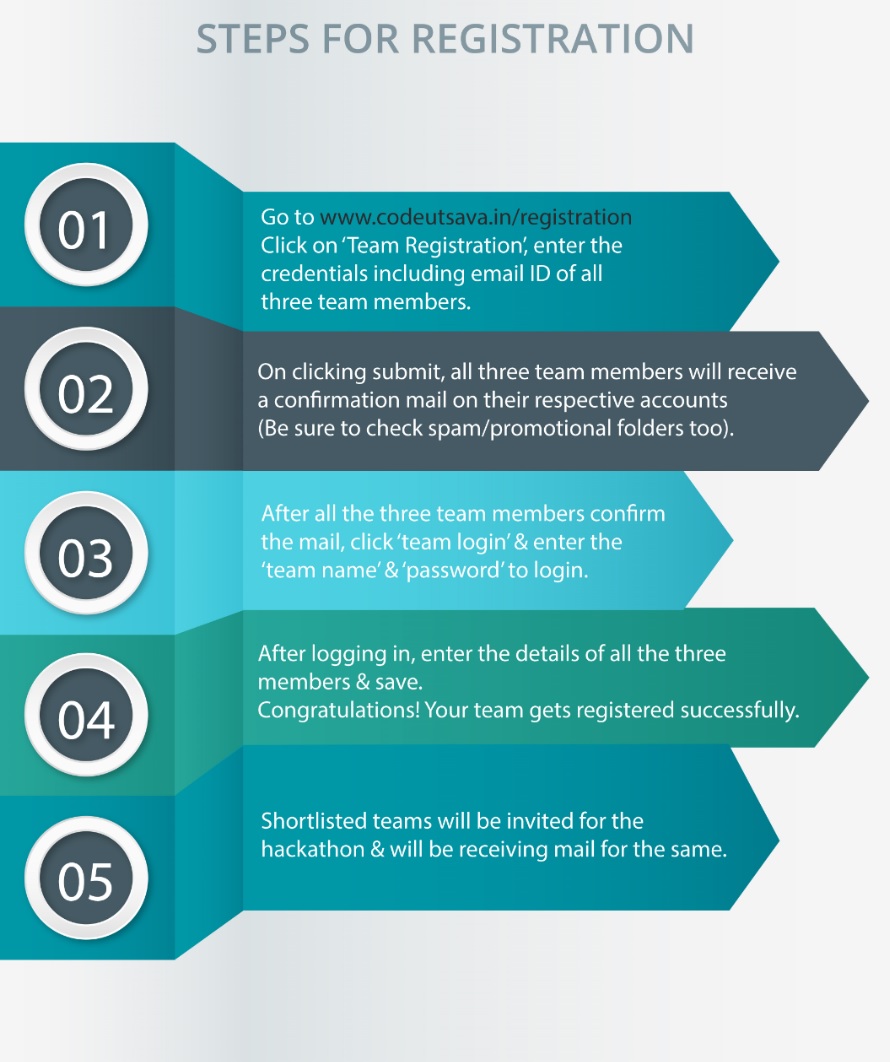 STEPS FOR REGISTRATION
01
Go to www.codeutsava.in/registration
Click on ‘Team Registration’, enter the
credentials including email ID of all
three team members.
02
On clicking submit, all three team members will receive
a confirmation mail on their respective accounts
(Be sure to check spam/promotional folders too).
03
After all the three team members confirm
the mail, click ‘team login’ & enter the
‘team name’ & ‘password’ to login.
04
After logging in, enter the details of all the three
members & save.
Congratulations! Your team gets registered successfully.
05
Shortlisted teams will be invited for the
hackathon & will be receiving mail for the same.